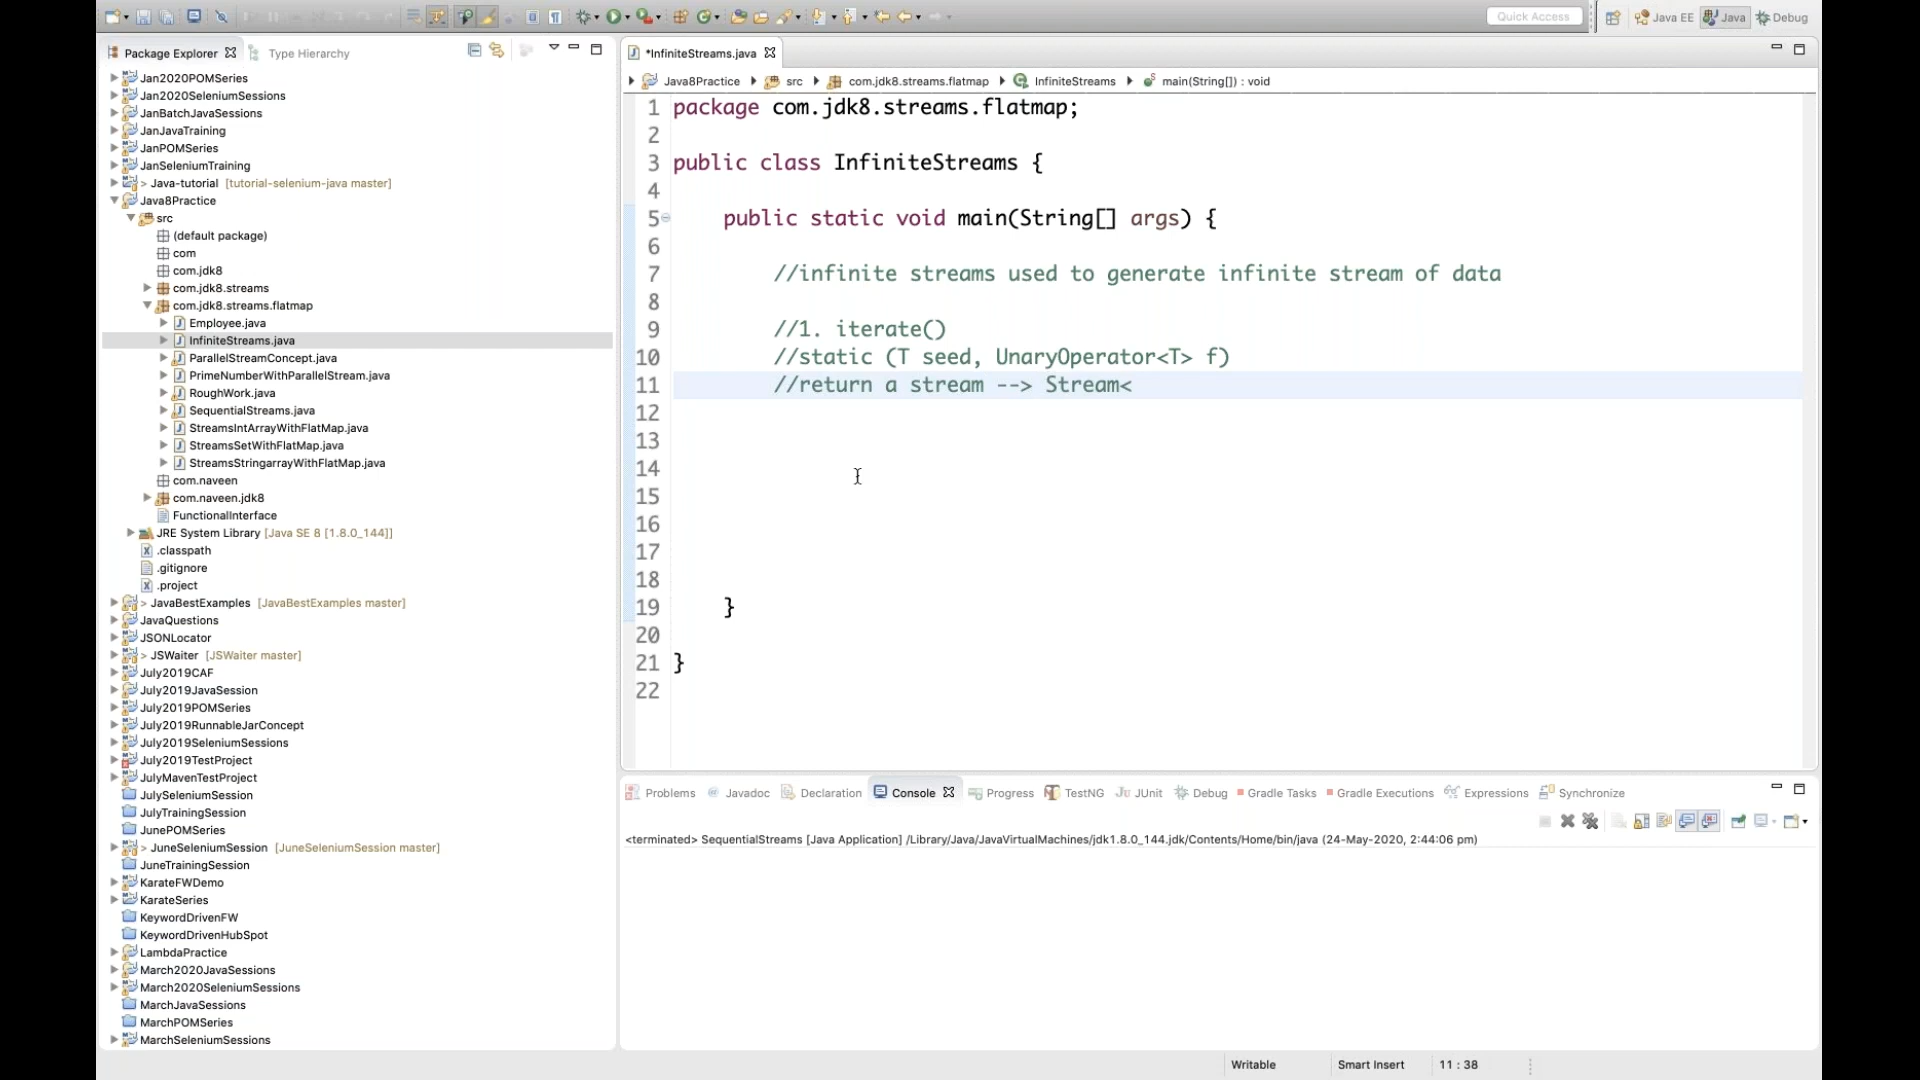 Quick Access
Java EE
Java
Debug
Package Explorer
Type Hierarchy
Jan2020POMSeries
Jan2020SeleniumSessions
JanBatchJavaSessions
JanJavaTraining
JanPOMSeries
JanSeleniumTraining
> Java-tutorial [tutorial-selenium-java master]
Java8Practice
src
(default package)
com
com.jdk8
com.jdk8.streams
com.jdk8.streams.flatmap
Employee.java
InfiniteStreams.java
ParallelStreamConcept.java
PrimeNumberWithParallelStream.java
RoughWork.java
SequentialStreams.java
StreamsIntArrayWithFlatMap.java
StreamsSetWithFlatMap.java
StreamsStringarrayWithFlatMap.java
com.naveen
com.naveen.jdk8
FunctionalInterface
JRE System Library [Java SE 8 [1.8.0_144]]
.classpath
.gitignore
.project
> JavaBestExamples [JavaBestExamples master]
JavaQuestions
JSONLocator
> JSWaiter [JSWaiter master]
July2019CAF
July2019JavaSession
July2019POMSeries
July2019RunnableJarConcept
July2019SeleniumSessions
July2019TestProject
JulyMavenTestProject
JulySeleniumSession
JulyTrainingSession
JunePOMSeries
> JuneSeleniumSession [JuneSeleniumSession master]
JuneTrainingSession
KarateFWDemo
KarateSeries
KeywordDrivenFW
KeywordDrivenHubSpot
LambdaPractice
March2020JavaSessions
March2020SeleniumSessions
MarchJavaSessions
MarchPOMSeries
MarchSeleniumSessions
*InfiniteStreams.java
Java8Practice src com.jdk8.streams.flatmap InfiniteStreams main(String[]) : void
1 package com.jdk8.streams.flatmap;
2
3 public class InfiniteStreams {
4
5 public static void main(String[] args) {
6
7 //infinite streams used to generate infinite stream of data
8
9 //1. iterate()
10 //static (T seed, UnaryOperator<T> f)
11 //return a stream --> Stream<
12
13
14
15
16
17
18
19 }
20
21 }
22
Problems Javadoc Declaration Console Progress TestNG JUnit Debug Gradle Tasks Gradle Executions Expressions Synchronize
<terminated> SequentialStreams [Java Application] /Library/Java/JavaVirtualMachines/jdk1.8.0_144.jdk/Contents/Home/bin/java (24-May-2020, 2:44:06 pm)
Writable Smart Insert 11 : 38